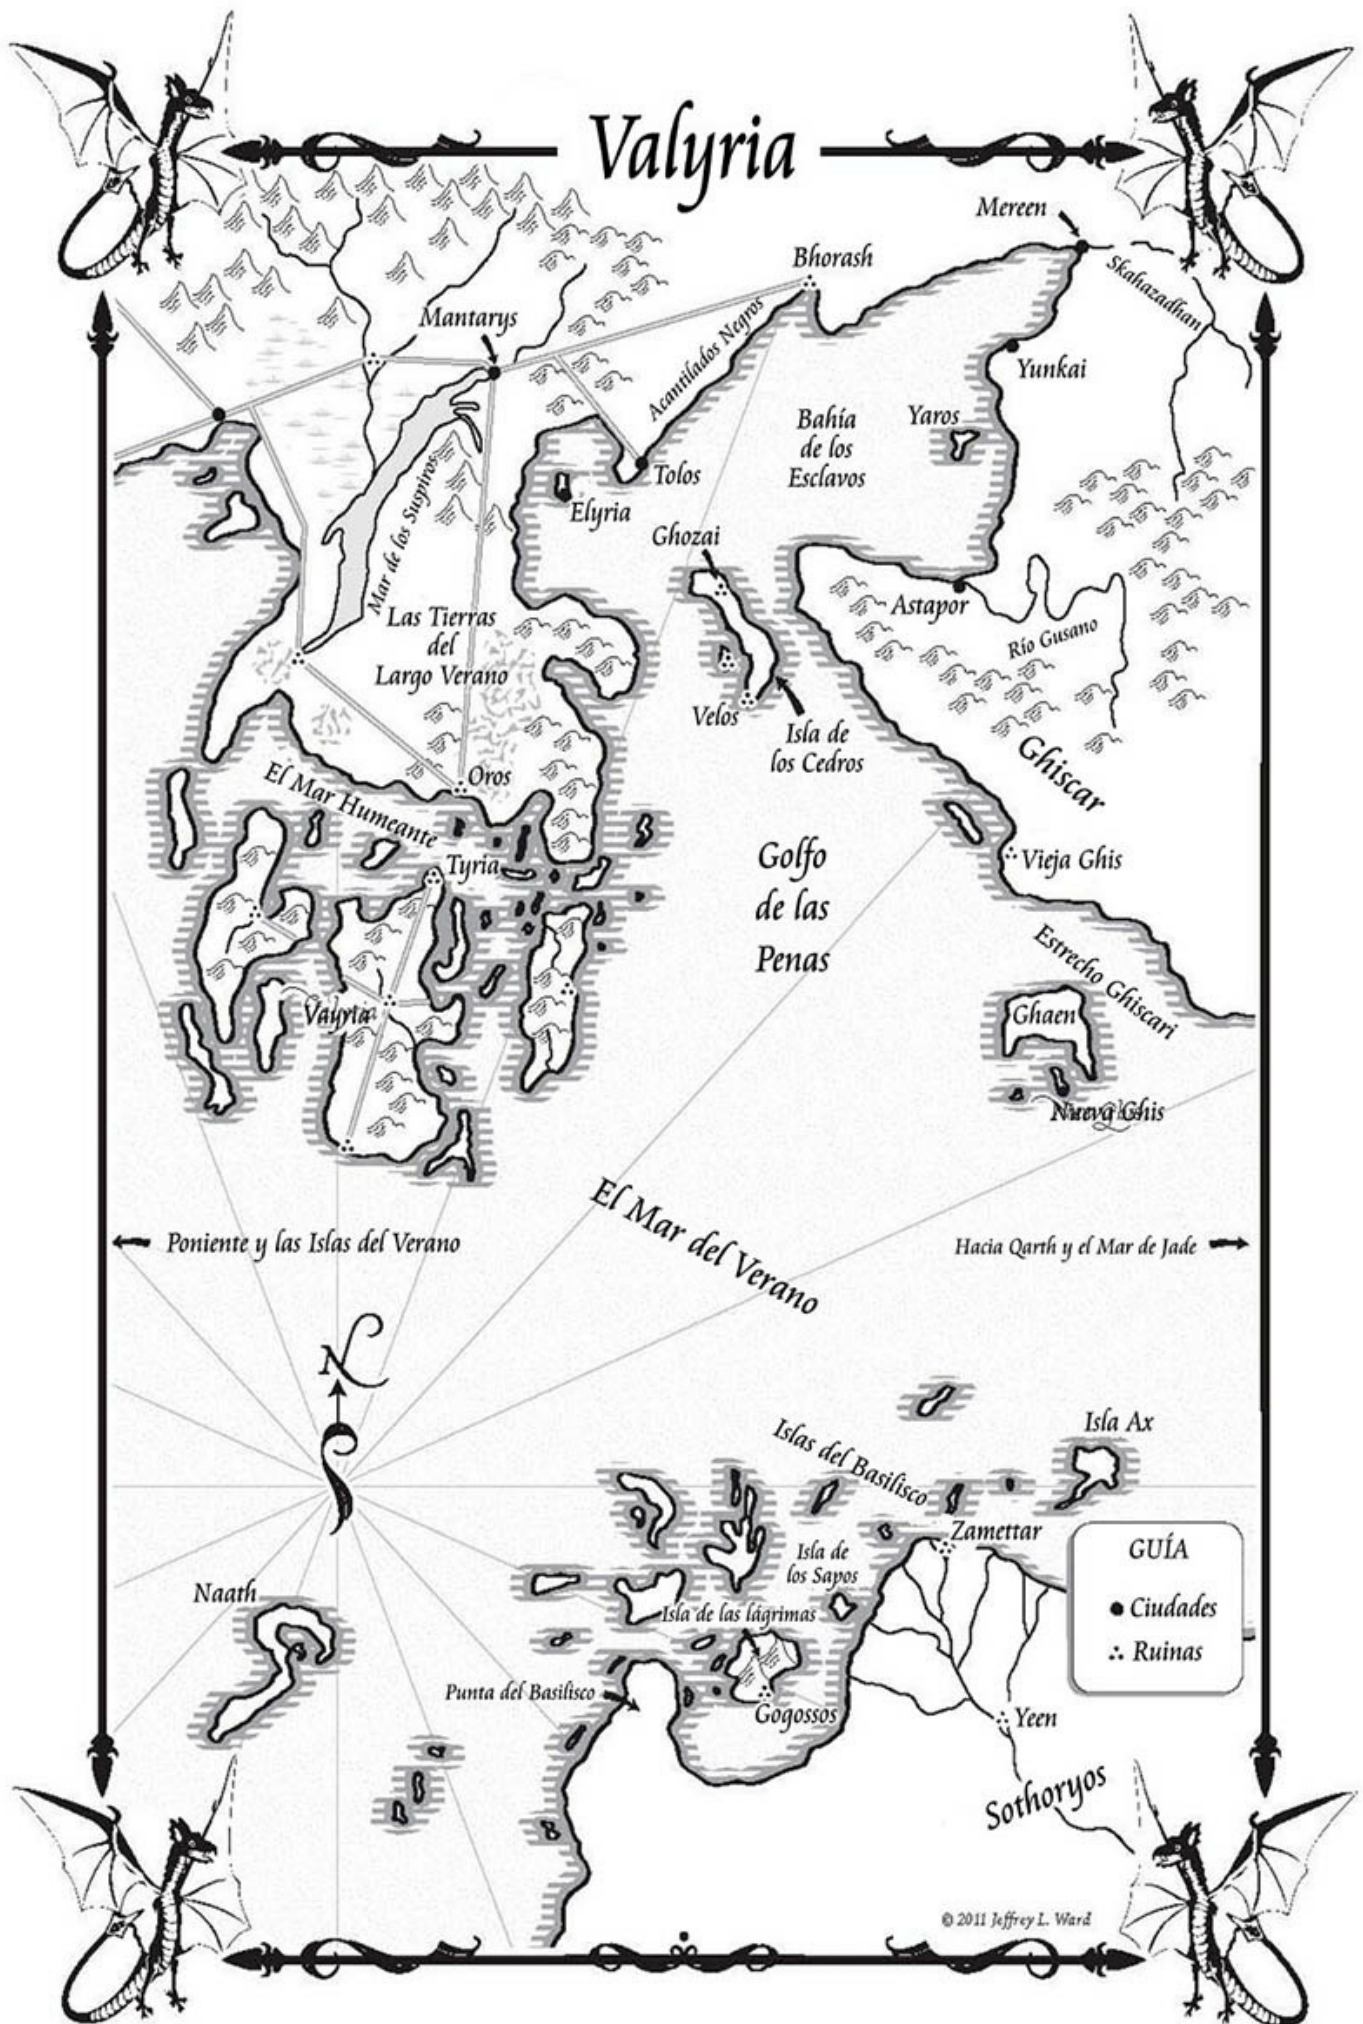 Valyria
Mereen
Skahazadhan
Bhorash
Mantarys
Acantilados Negros
Yunkai
Bahía
de los
Esclavos
Yaros
Tolos
Elyria
Mar de los Suspiros
Ghozai
Astapor
Río Gusano
Las Tierras
del
Largo Verano
Velos
Isla de
los Cedros
Ghiscar
Oros
El Mar Humeante
Tyria
Golfo
de las
Penas
Vieja Ghis
Estrecho Ghiscari
Ghaen
Nueva Ghis
El Mar del Verano
Poniente y las Islas del Verano
Hacia Qarth y el Mar de Jade
N
Isla Ax
Islas del Basilisco
Zamettar
Isla de
los Sapos
Naath
Isla de las lágrimas
Punta del Basilisco
Gogossos
Yeen
Sothoryos
GUÍA
Ciudades
Ruinas
© 2011 Jeffrey L. Ward